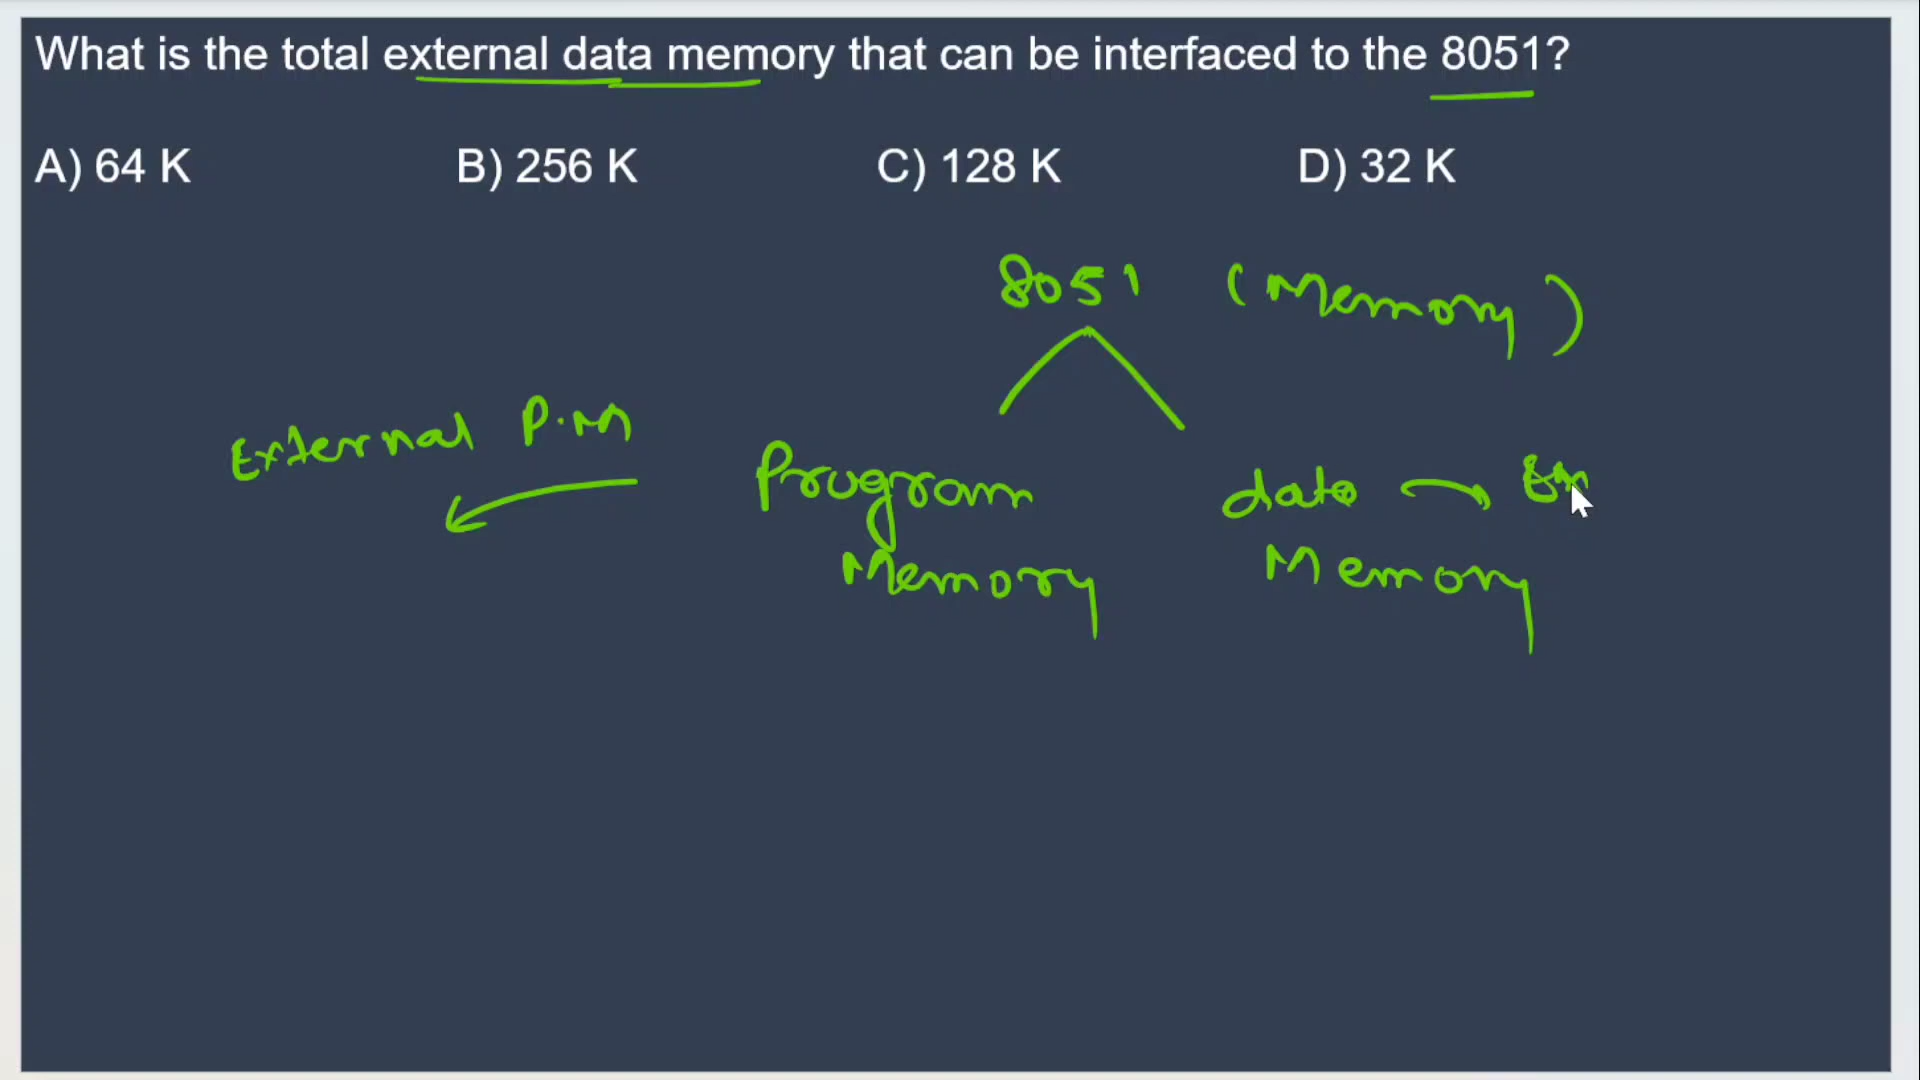 What is the total external data memory that can be interfaced to the 8051?
A) 64 K B) 256 K C) 128 K D) 32 K
8051 (Memory)
External P.M
Program
Memory
data
Memory